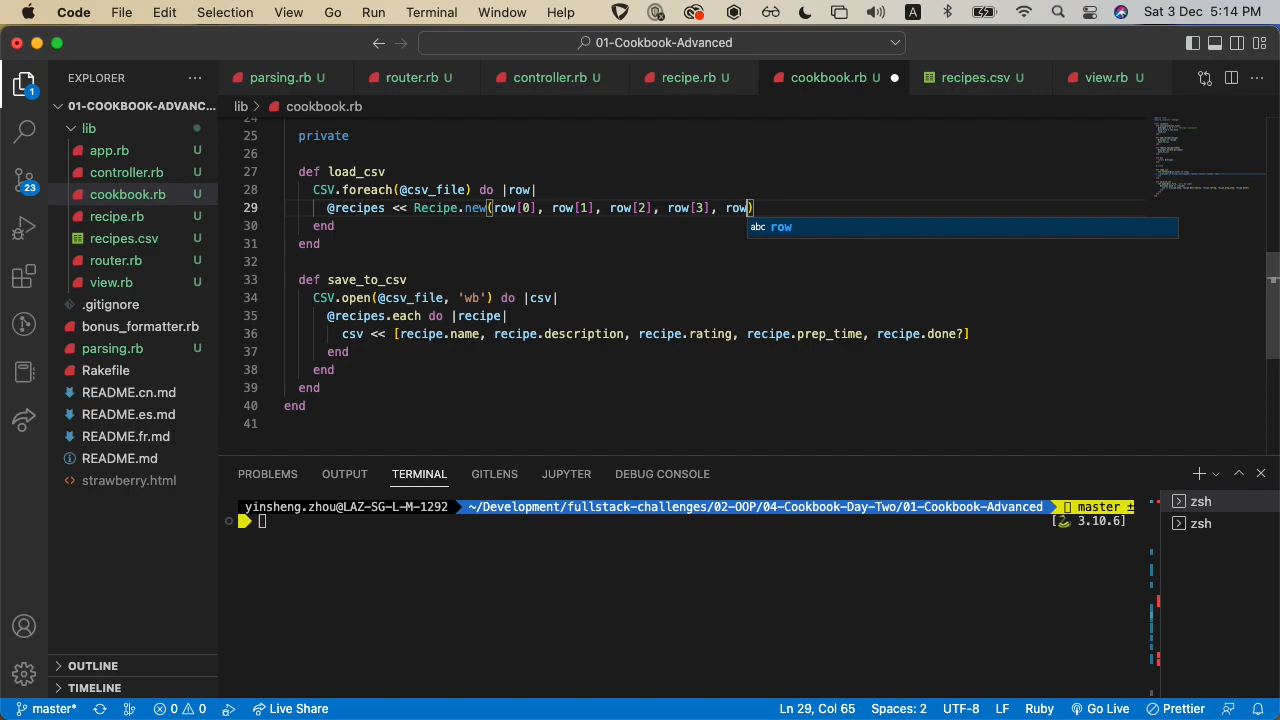 Code File Edit Selection View Go Run Terminal Window Help A Sat 3 Dec 5:14 PM
01-Cookbook-Advanced
EXPLORER
parsing.rb U router.rb U controller.rb U recipe.rb U cookbook.rb U recipes.csv U view.rb U
01-COOKBOOK-ADVANC...
lib
app.rb U
controller.rb U
cookbook.rb U
recipe.rb U
recipes.csv U
router.rb U
view.rb U
.gitignore
bonus_formatter.rb
parsing.rb U
Rakefile
README.cn.md
README.es.md
README.fr.md
README.md
strawberry.html
OUTLINE
TIMELINE
1
23
lib > cookbook.rb
24
25 private
26
27 def load_csv
28 CSV.foreach(@csv_file) do |row|
29 @recipes << Recipe.new(row[0], row[1], row[2], row[3], row)
abc row
30 end
31 end
32
33 def save_to_csv
34 CSV.open(@csv_file, 'wb') do |csv|
35 @recipes.each do |recipe|
36 csv << [recipe.name, recipe.description, recipe.rating, recipe.prep_time, recipe.done?]
37 end
38 end
39 end
40 end
41
PROBLEMS OUTPUT TERMINAL GITLENS JUPYTER DEBUG CONSOLE
yinsheng.zhou@LAZ-SG-L-M-1292 ~/Development/fullstack-challenges/02-OOP/04-Cookbook-Day-Two/01-Cookbook-Advanced master ±
[🐍 3.10.6]
zsh
zsh
master* 0 0 Live Share Ln 29, Col 65 Spaces: 2 UTF-8 LF Ruby Go Live Prettier